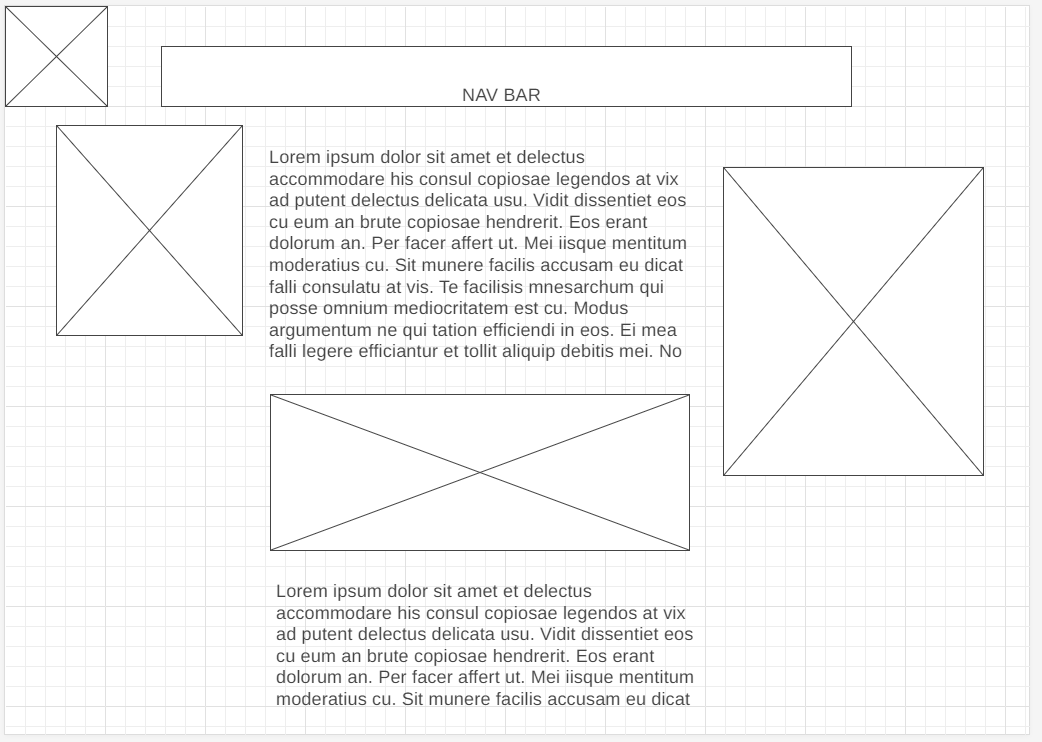 NAV BAR
Lorem ipsum dolor sit amet et delectus
accommodare his consul copiosae legendos at vix
ad putent delectus delicata usu. Vidit dissentiet eos
cu eum an brute copiosae hendrerit. Eos erant
dolorum an. Per facer affert ut. Mei iisque mentitum
moderatius cu. Sit munere facilis accusam eu dicat
falli consulatu at vis. Te facilisis mnesarchum qui
posse omnium mediocritatem est cu. Modus
argumentum ne qui tation efficiendi in eos. Ei mea
falli legere efficiantur et tollit aliquip debitis mei. No
Lorem ipsum dolor sit amet et delectus
accommodare his consul copiosae legendos at vix
ad putent delectus delicata usu. Vidit dissentiet eos
cu eum an brute copiosae hendrerit. Eos erant
dolorum an. Per facer affert ut. Mei iisque mentitum
moderatius cu. Sit munere facilis accusam eu dicat